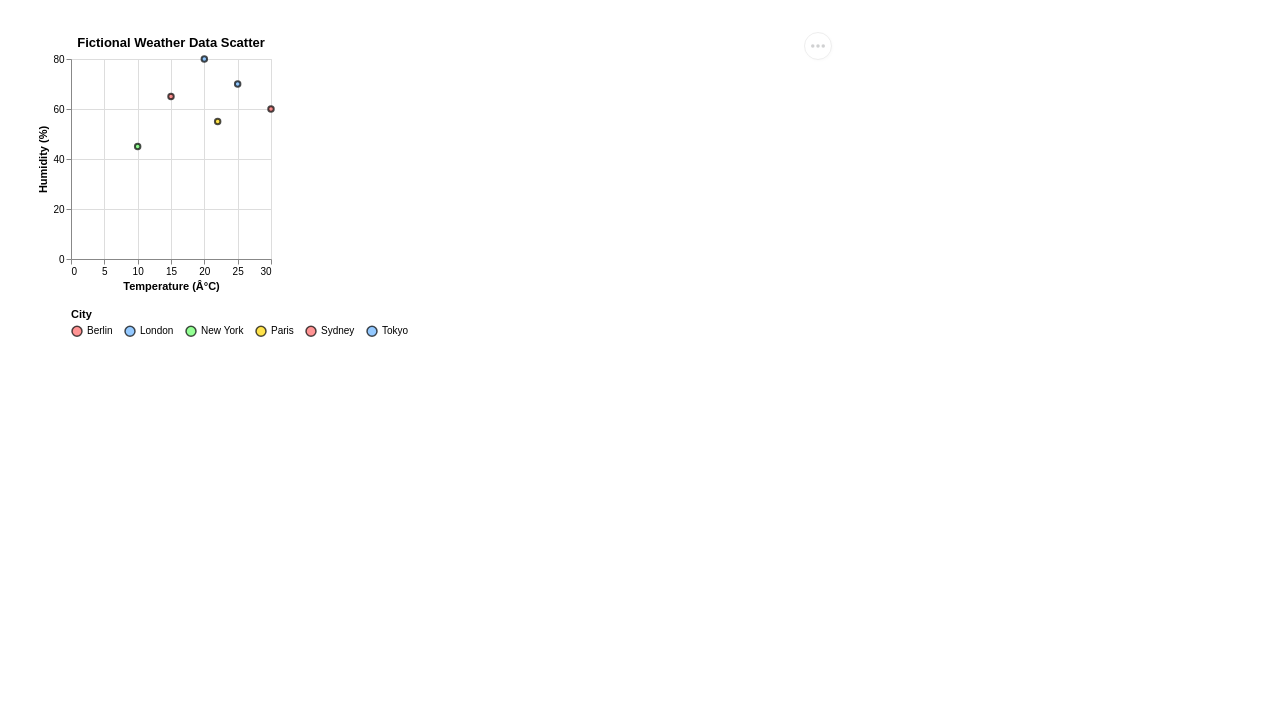 Fictional Weather Data Scatter
80
60
40
20
0
Humidity (%)
0 5 10 15 20 25 30
Temperature (Â°C)
City
Berlin London New York Paris Sydney Tokyo